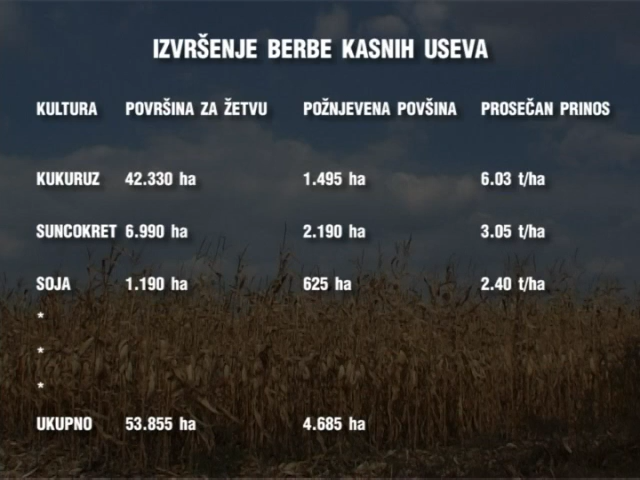 IZVRŠENJE BERBE KASNIH USEVA
KULTURA POVRŠINA ZA ŽETVU POŽNJEVENA POVŠINA PROSEČAN PRINOS
KUKURUZ 42.330 ha 1.495 ha 6.03 t/ha
SUNCOKRET 6.990 ha 2.190 ha 3.05 t/ha
SOJA 1.190 ha 625 ha 2.40 t/ha
*
*
*
UKUPNO 53.855 ha 4.685 ha